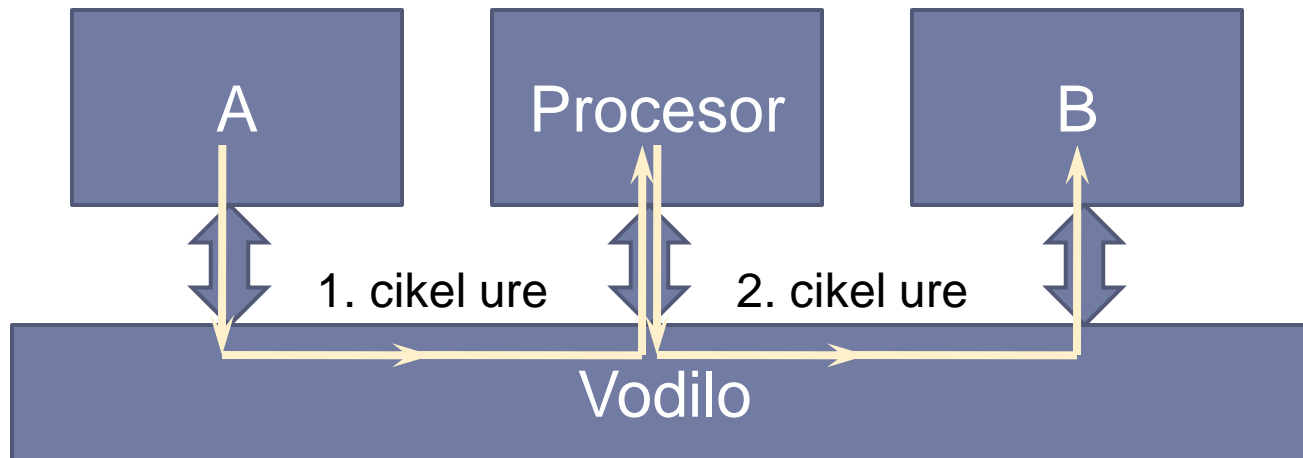 A
Procesor
B
1. cikel ure
2. cikel ure
Vodilo